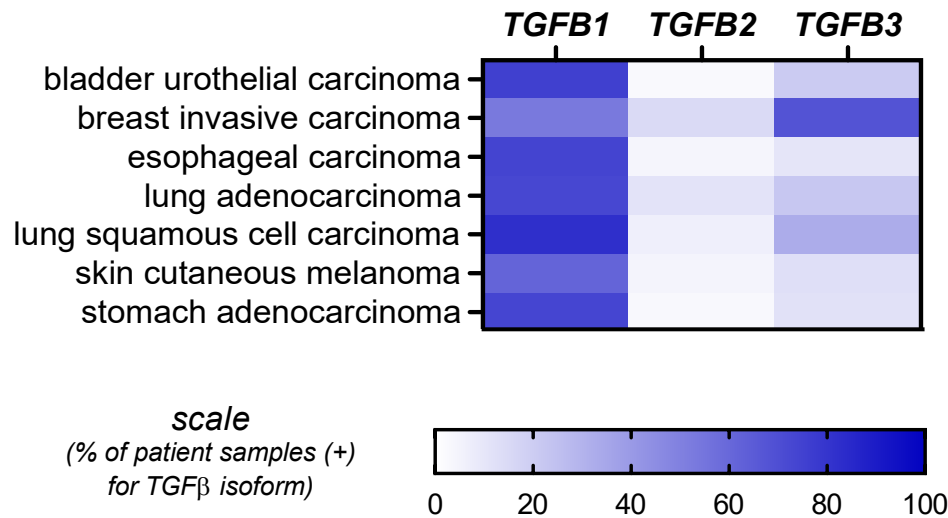 TGFB1 TGFB2 TGFB3
bladder urothelial carcinoma
breast invasive carcinoma
esophageal carcinoma
lung adenocarcinoma
lung squamous cell carcinoma
skin cutaneous melanoma
stomach adenocarcinoma
scale
(% of patient samples (+)
for TGFβ isoform)
0 20 40 60 80 100